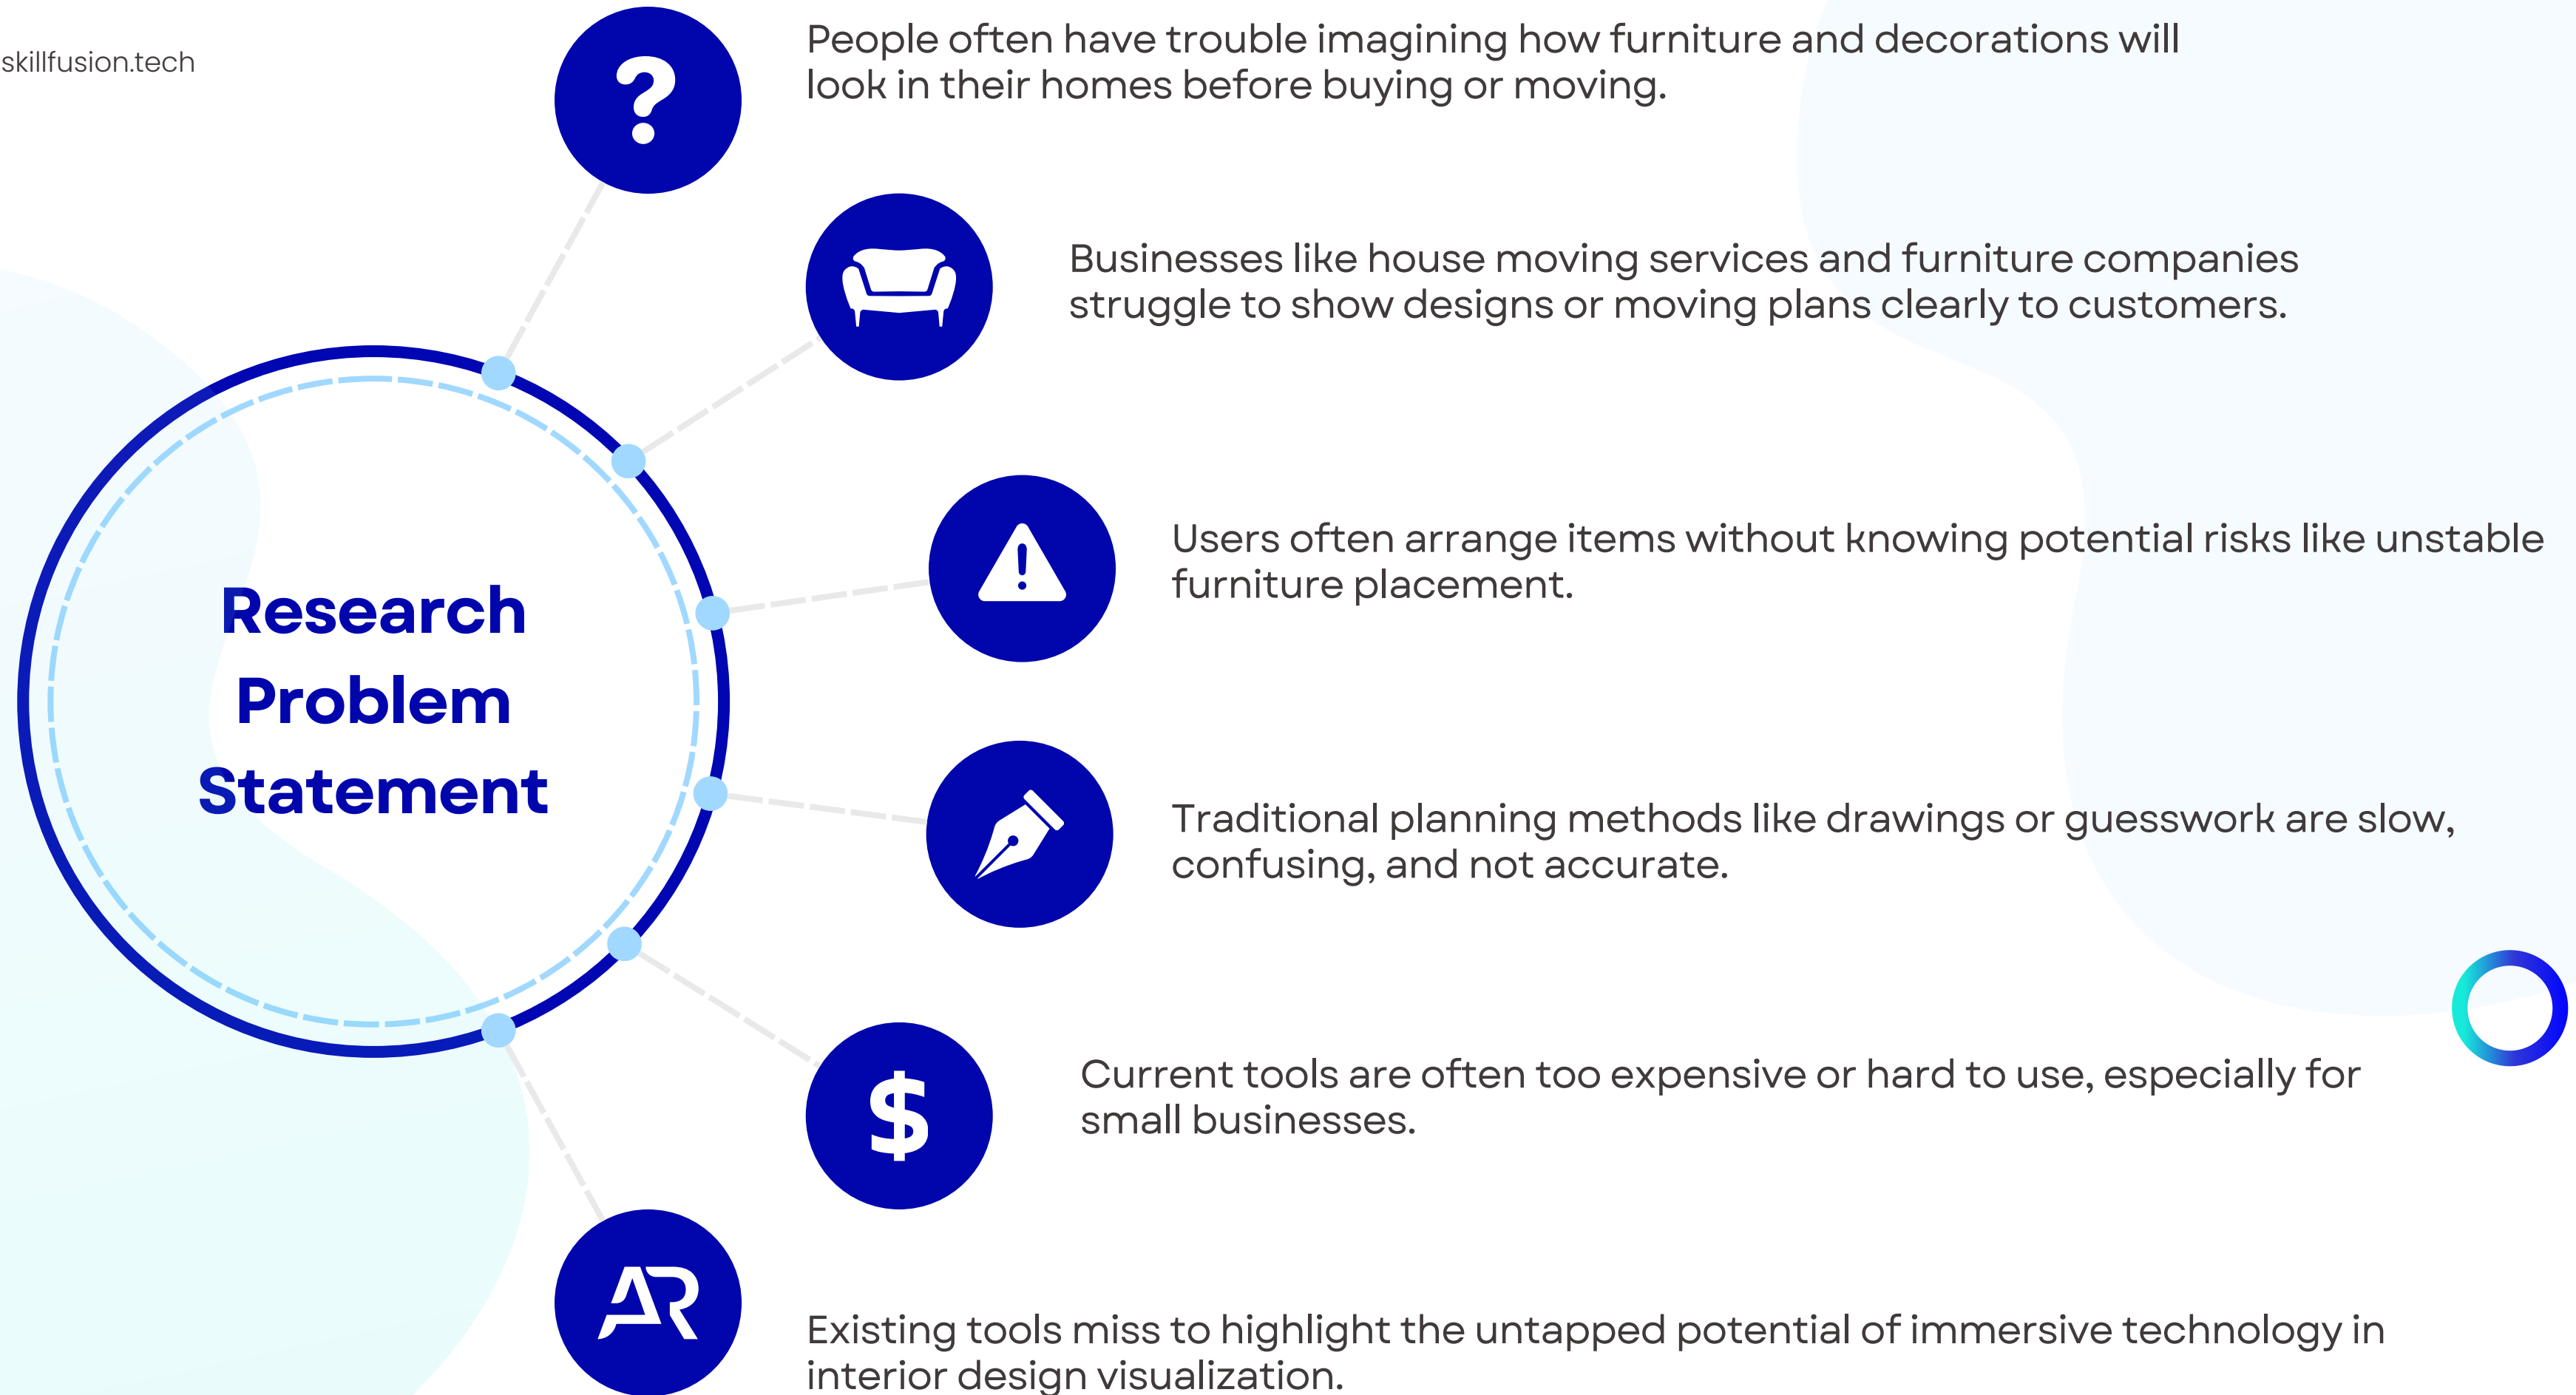 skillfusion.tech
?
People often have trouble imagining how furniture and decorations will
look in their homes before buying or moving.
Businesses like house moving services and furniture companies
struggle to show designs or moving plans clearly to customers.
!
Users often arrange items without knowing potential risks like unstable
furniture placement.
Research
Problem
Statement
Traditional planning methods like drawings or guesswork are slow,
confusing, and not accurate.
$
Current tools are often too expensive or hard to use, especially for
small businesses.
AR
Existing tools miss to highlight the untapped potential of immersive technology in
interior design visualization.